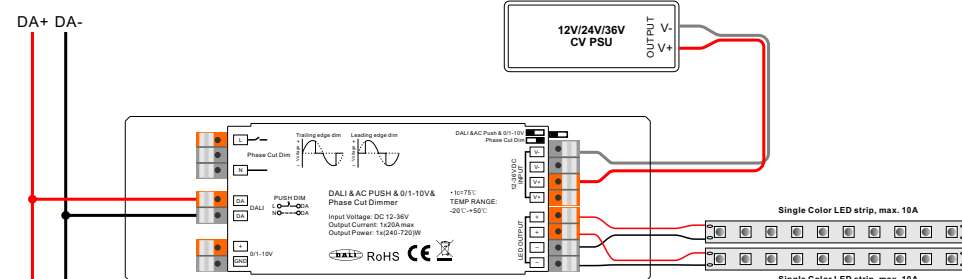 DA+ DA-
12V/24V/36V
CV PSU
OUTPUT
V-
V+
L
N
Phase Cut Dim
Trailing edge dim
Leading edge dim
+ Voltage -
DALI &AC Push & 0/1-10V
Phase Cut Dim
V-
V-
V+
V+
12-36VDC
INPUT
DA
DA
DALI
PUSH DIM
L DA
N DA
DALI & AC PUSH & 0/1-10V&
Phase Cut Dimmer
Input Voltage: DC 12-36V
Output Current: 1x20A max
Output Power: 1x(240-720)W
• tc=75℃
TEMP RANGE:
-20℃-+50℃
+
GND
0/1-10V
DALI RoHS CE
LED OUTPUT
+
+
-
-
Single Color LED strip, max. 10A
Single Color LED strip, max. 10A